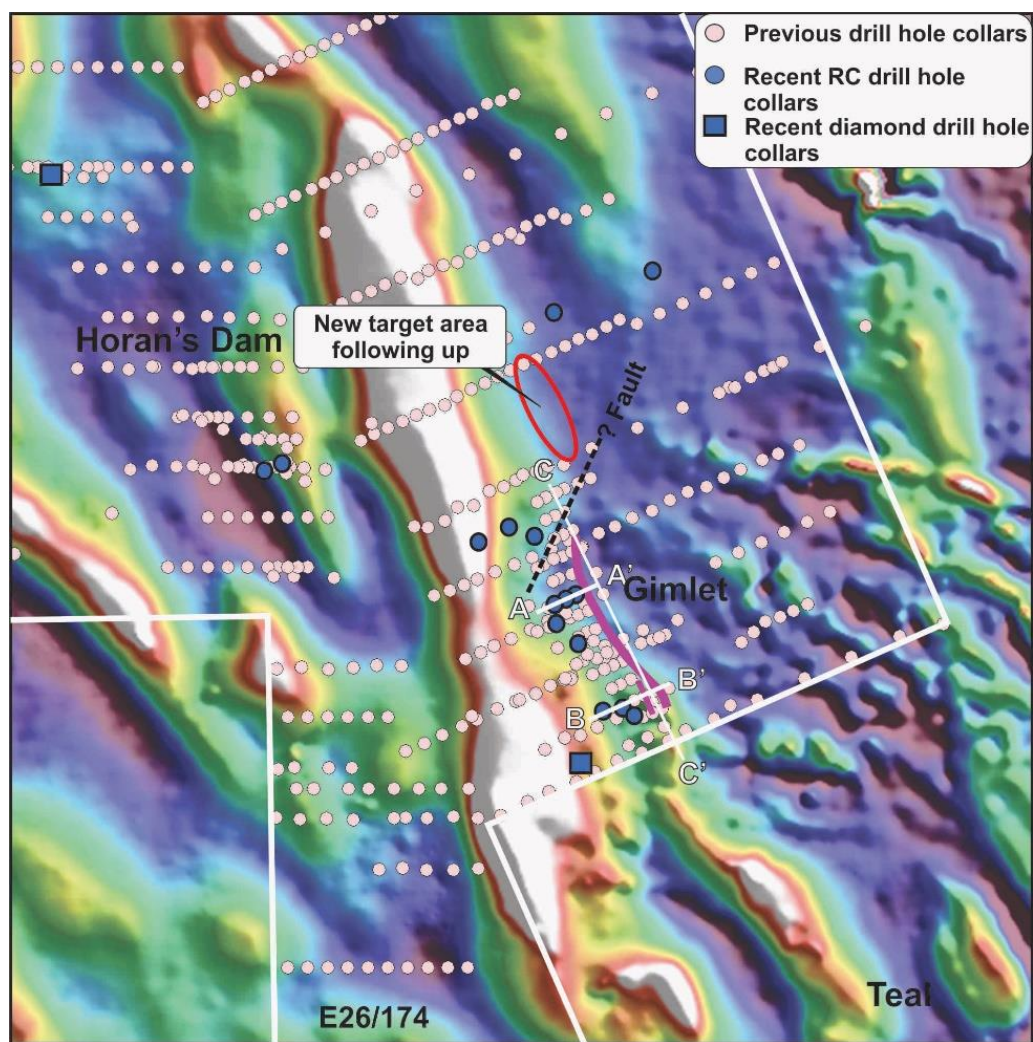 Previous drill hole collars
Recent RC drill hole
collars
Recent diamond drill hole
collars
Horan's Dam
New target area
following up
? Fault
C
A'
Gimlet
A
B'
B
C'
Teal
E26/174